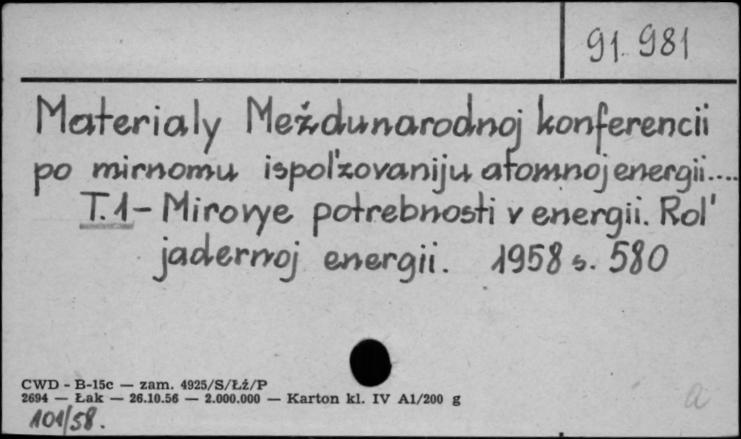 91.981
Materialy Meždunarodnoj konferencii
po mirnomu ispol'zovaniju atomnoj energii....
T.1 - Mirovye potrebnosti v energii. Rol'
jadernoj energii. 1958 s. 580
CWD - B-15c — zam. 4925/S/Łź/P
2694 — Łak — 26.10.56 — 2.000.000 — Karton kl. IV A1/200 g
a
101/58.